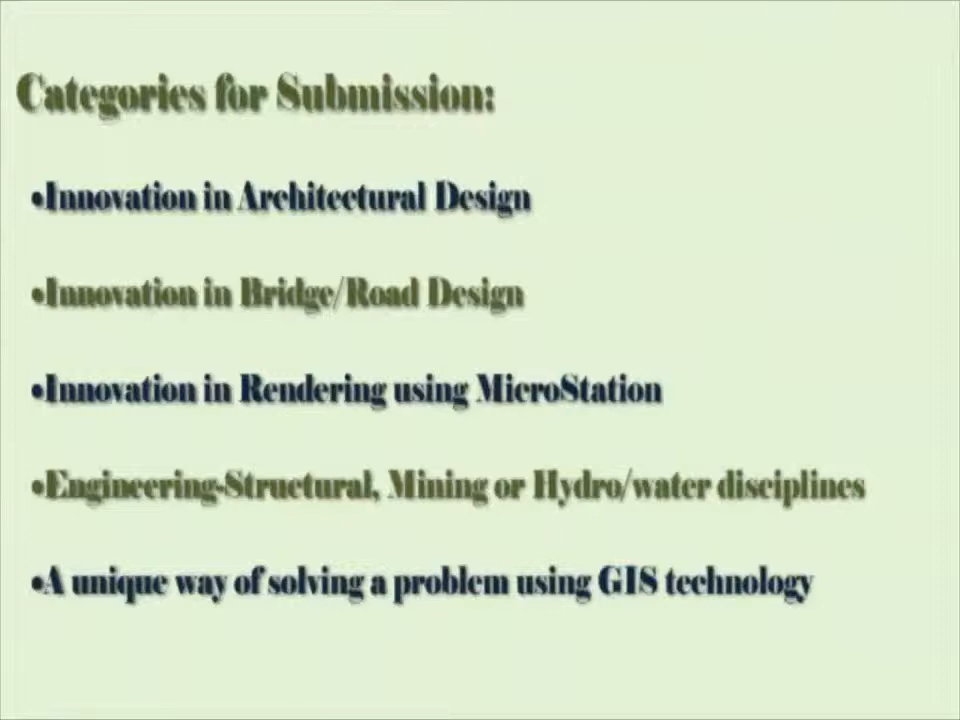 Categories for Submission:
•Innovation in Architectural Design
•Innovation in Bridge/Road Design
•Innovation in Rendering using MicroStation
•Engineering-Structural, Mining or Hydro/water disciplines
•A unique way of solving a problem using GIS technology